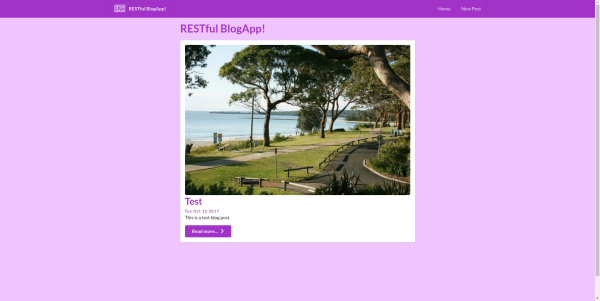 RESTful BlogApp!
Home
New Post
RESTful BlogApp!
Test
Tue Oct 10 2017
This is a test blog post.
Read more...